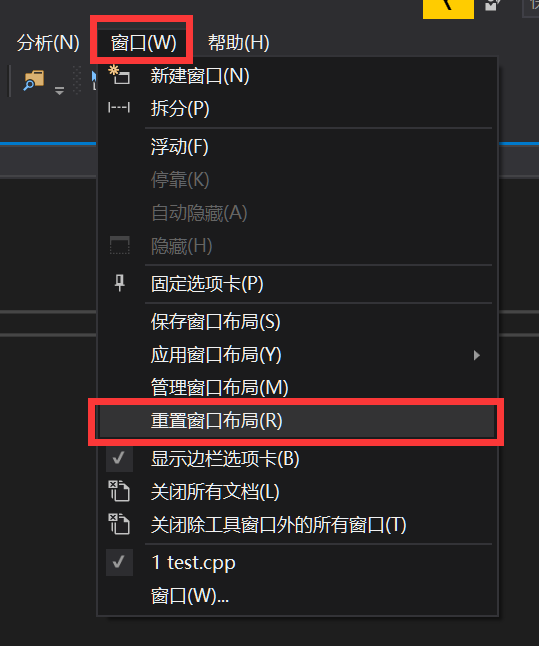 分析(N) 窗口(W) 帮助(H)
新建窗口(N)
拆分(P)
浮动(F)
停靠(K)
自动隐藏(A)
隐藏(H)
固定选项卡(P)
保存窗口布局(S)
应用窗口布局(Y)
管理窗口布局(M)
重置窗口布局(R)
显示边栏选项卡(B)
关闭所有文档(L)
关闭除工具窗口外的所有窗口(T)
1 test.cpp
窗口(W)...